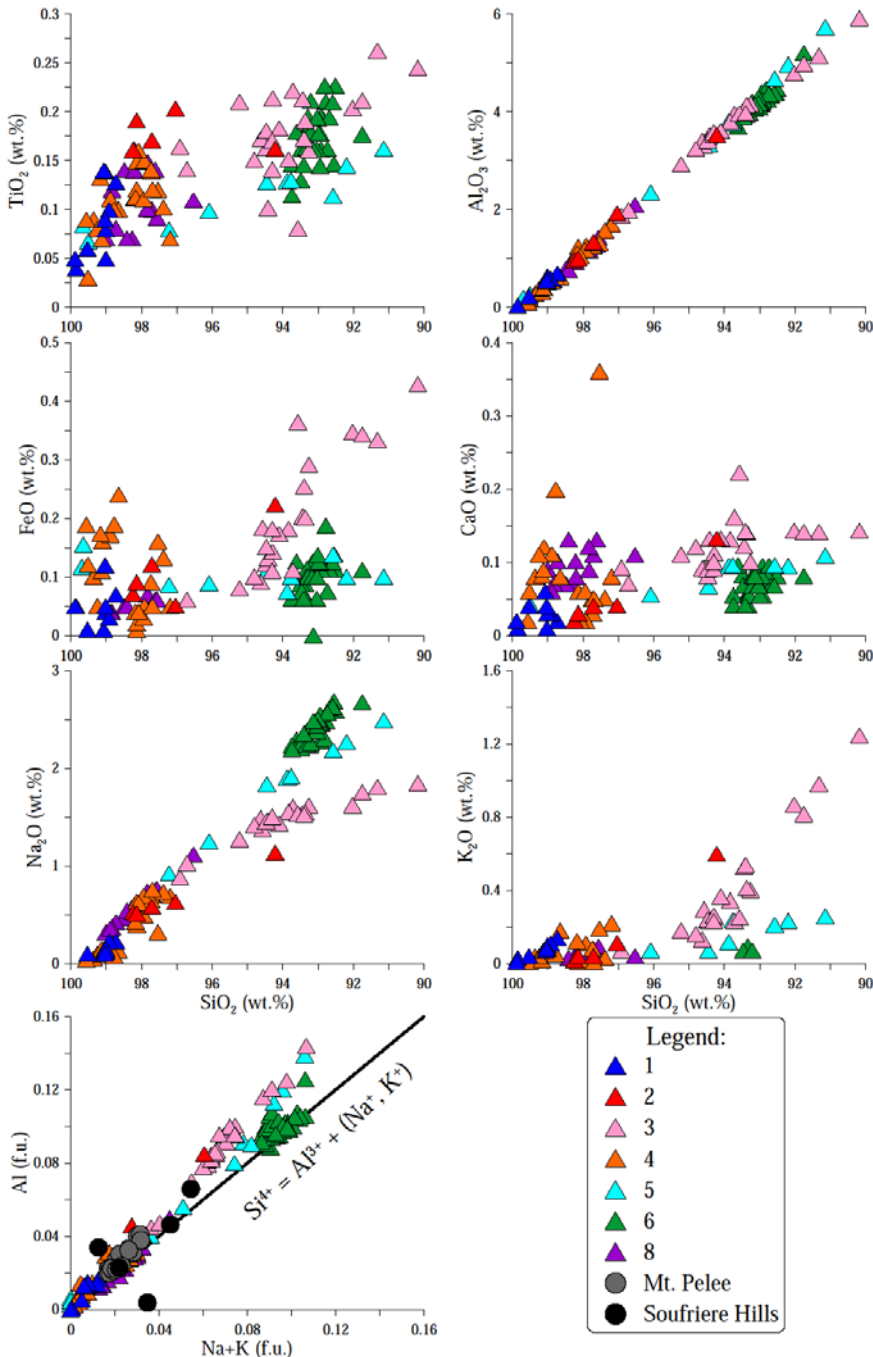 0.3
0.25
0.2
0.15
0.1
0.05
0
TiO₂ (wt.%)
100 98 96 94 92 90
6
4
2
0
Al₂O₃ (wt.%)
100 98 96 94 92 90
0.5
0.4
0.3
0.2
0.1
0
FeO (wt.%)
100 98 96 94 92 90
0.4
0.3
0.2
0.1
0
CaO (wt.%)
100 98 96 94 92 90
3
2
1
0
Na₂O (wt.%)
100 98 96 94 92 90
SiO₂ (wt.%)
1.6
1.2
0.8
0.4
0
K₂O (wt.%)
100 98 96 94 92 90
SiO₂ (wt.%)
0.16
0.12
0.08
0.04
0
Al (f.u.)
0 0.04 0.08 0.12 0.16
Na+K (f.u.)
Si⁴⁺ = Al³⁺ + (Na⁺, K⁺)
Legend:
1
2
3
4
5
6
8
Mt. Pelee
Soufriere Hills